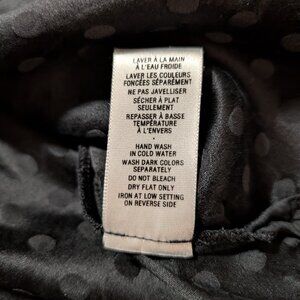 LAVER À LA MAIN
À L'EAU FROIDE
LAVER LES COULEURS
FONCÉES SÉPARÉMENT
NE PAS JAVELLISER
SÉCHER À PLAT
SEULEMENT
REPASSER À BASSE
TEMPÉRATURE
À L'ENVERS
.
HAND WASH
IN COLD WATER
WASH DARK COLORS
SEPARATELY
DO NOT BLEACH
DRY FLAT ONLY
IRON AT LOW SETTING
ON REVERSE SIDE